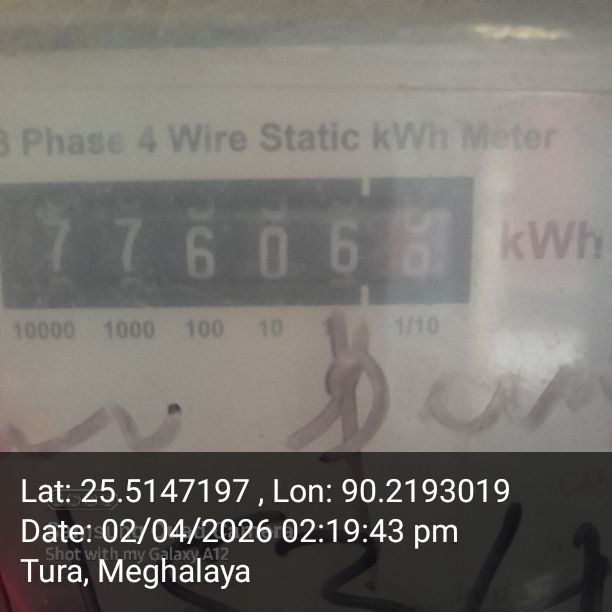 3 Phase 4 Wire Static kWh Meter
7 7 6 0 6
kWh
10000 1000 100 10 1 1/10
Lat: 25.5147197 , Lon: 90.2193019
Date: 02/04/2026 02:19:43 pm
Shot with my Galaxy A12
Tura, Meghalaya